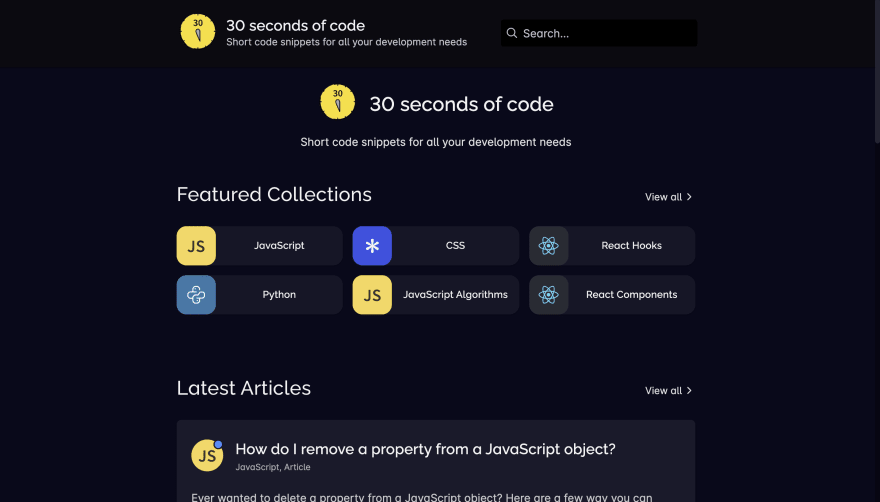 30
30 seconds of code
Short code snippets for all your development needs
Search...
30
30 seconds of code
Short code snippets for all your development needs
Featured Collections
View all
JS
JavaScript
CSS
React Hooks
Python
JS
JavaScript Algorithms
React Components
Latest Articles
View all
JS
How do I remove a property from a JavaScript object?
JavaScript, Article
Ever wanted to delete a property from a JavaScript object? Here are a few way you can